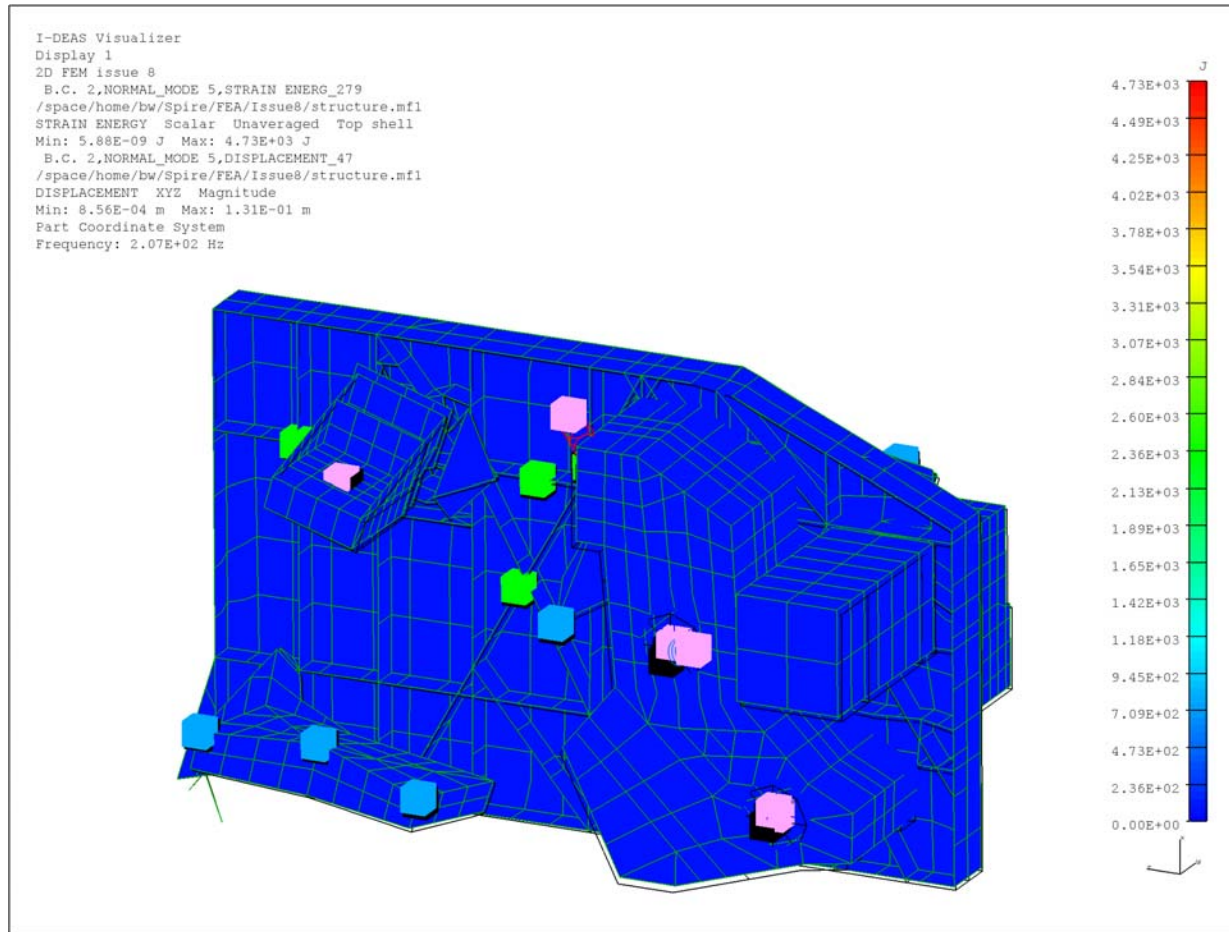 I-DEAS Visualizer
Display 1
2D FEM issue 8
B.C. 2,NORMAL_MODE 5,STRAIN ENERG_279
/space/home/bw/Spire/FEA/Issue8/structure.mf1
STRAIN ENERGY Scalar Unaveraged Top shell
Min: 5.88E-09 J Max: 4.73E+03 J
B.C. 2,NORMAL_MODE 5,DISPLACEMENT_47
/space/home/bw/Spire/FEA/Issue8/structure.mf1
DISPLACEMENT XYZ Magnitude
Min: 8.56E-04 m Max: 1.31E-01 m
Part Coordinate System
Frequency: 2.07E+02 Hz
J
4.73E+03
4.49E+03
4.25E+03
4.02E+03
3.78E+03
3.54E+03
3.31E+03
3.07E+03
2.84E+03
2.60E+03
2.36E+03
2.13E+03
1.89E+03
1.65E+03
1.42E+03
1.18E+03
9.45E+02
7.09E+02
4.73E+02
2.36E+02
0.00E+00